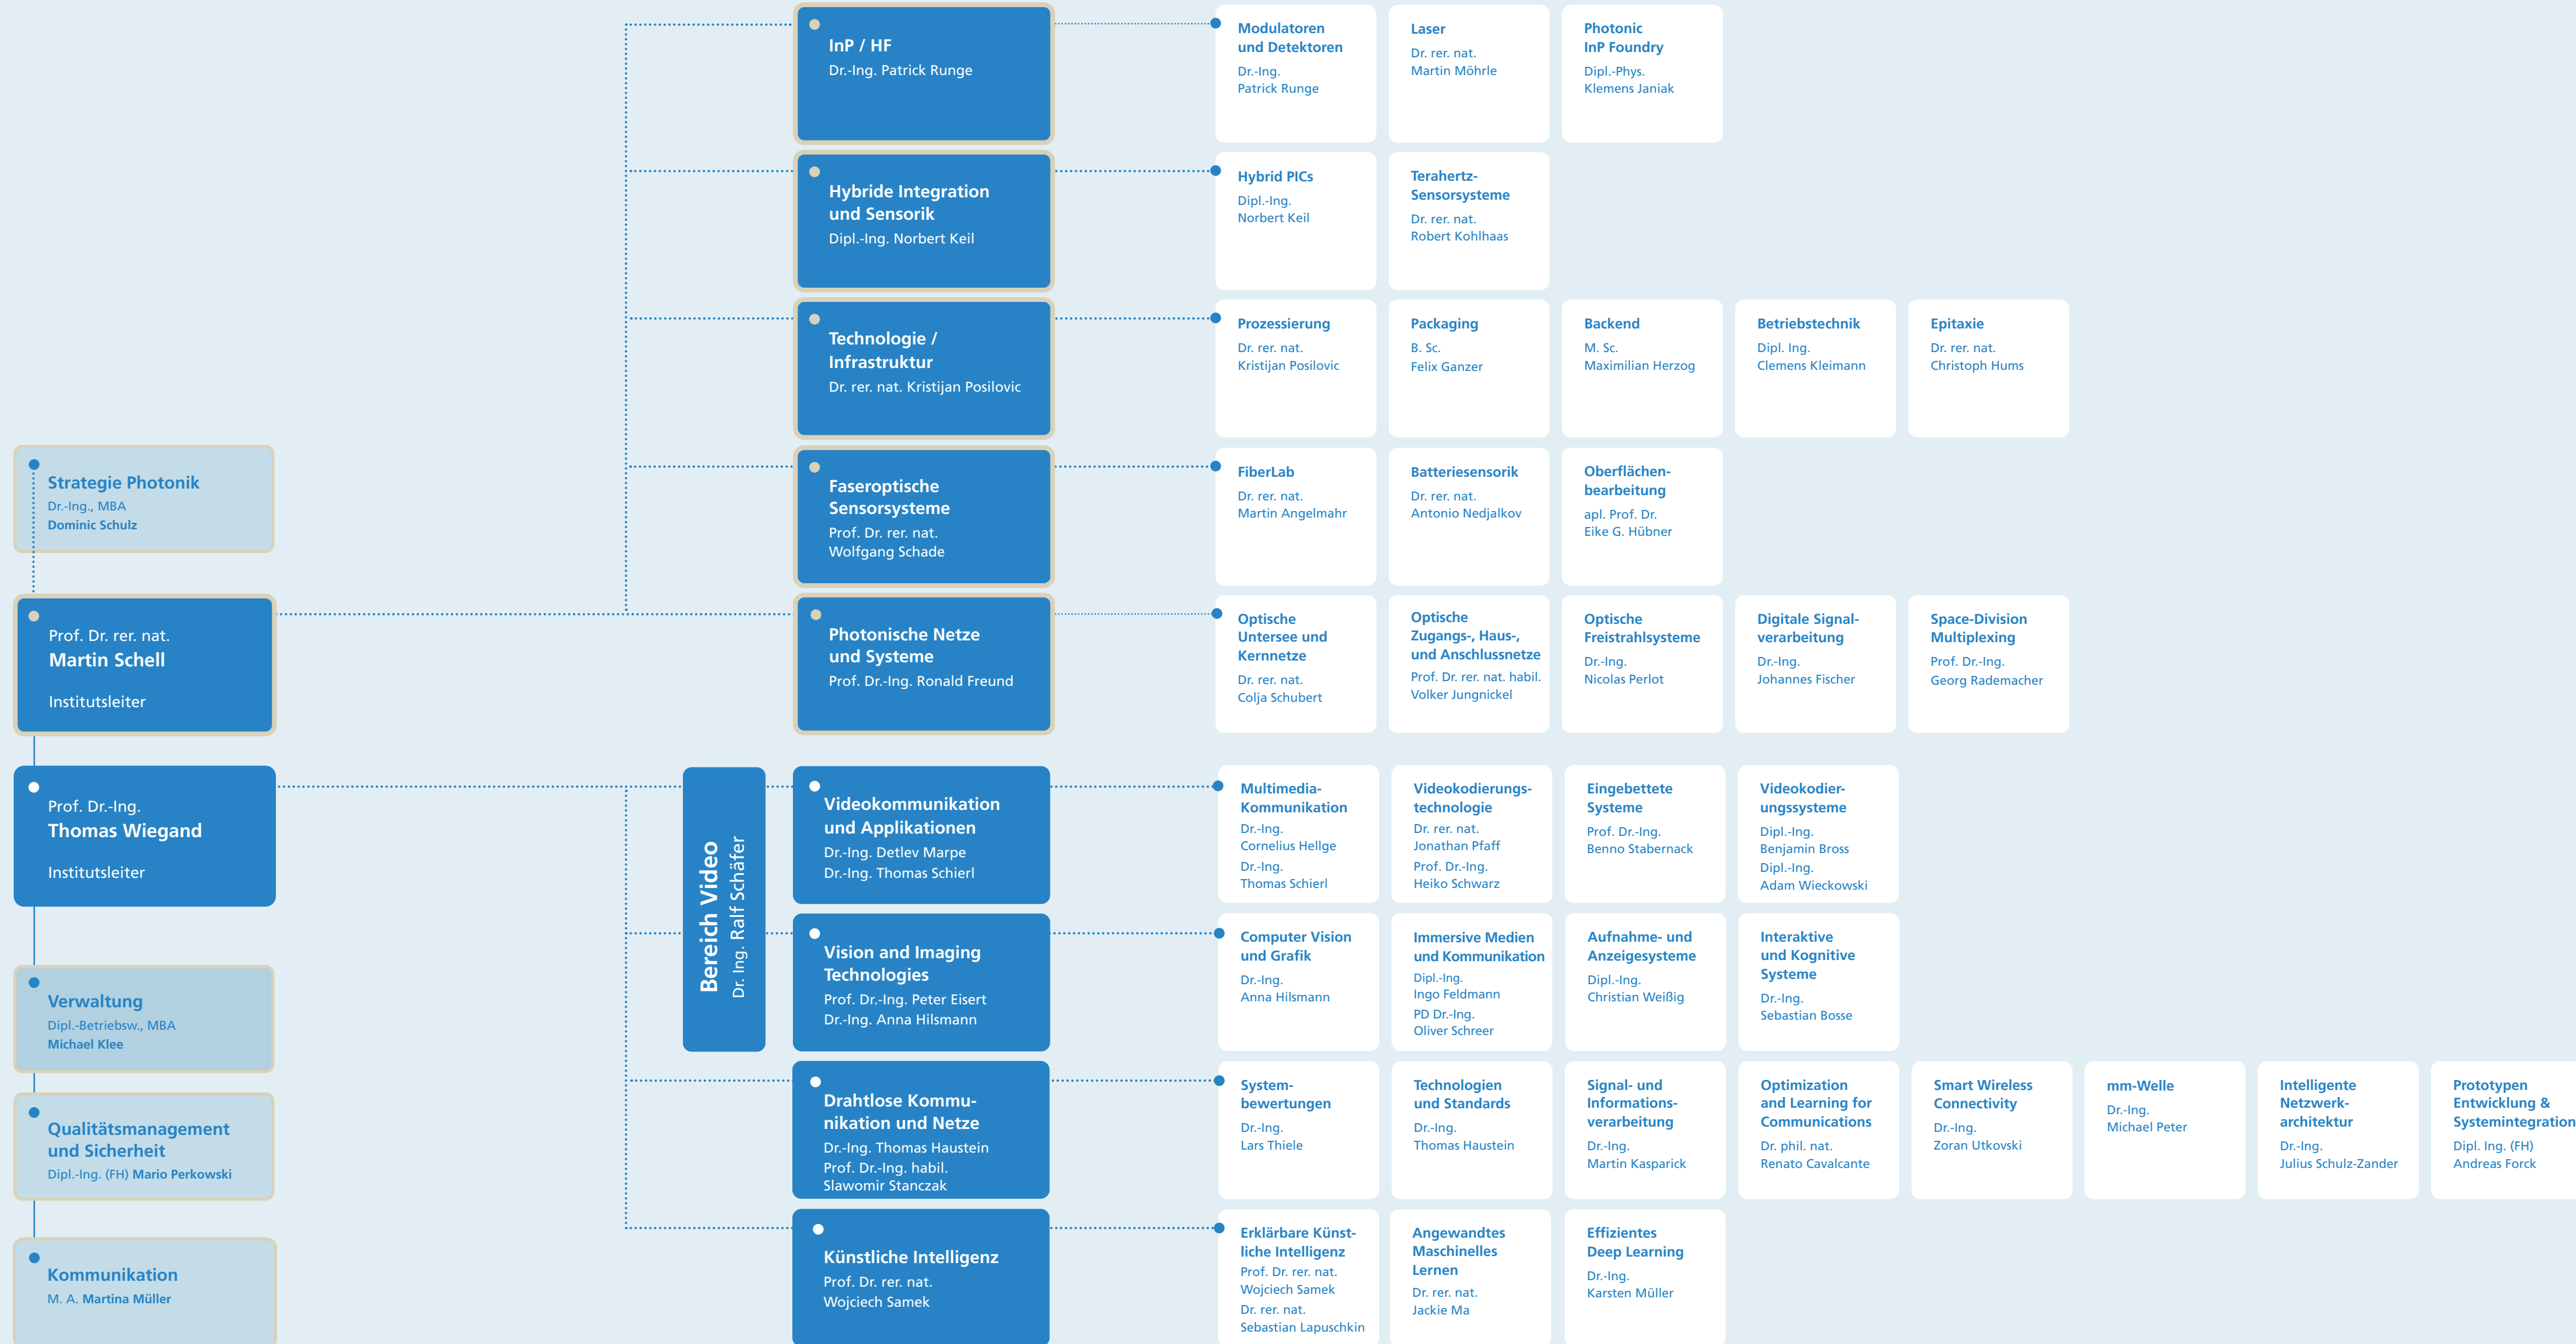 InP / HF
Dr.-Ing. Patrick Runge
Modulatoren
und Detektoren
Dr.-Ing.
Patrick Runge
Laser
Dr. rer. nat.
Martin Möhrle
Photonic
InP Foundry
Dipl.-Phys.
Klemens Janiak
Hybride Integration
und Sensorik
Dipl.-Ing. Norbert Keil
Hybrid PICs
Dipl.-Ing.
Norbert Keil
Terahertz-
Sensorsysteme
Dr. rer. nat.
Robert Kohlhaas
Technologie /
Infrastruktur
Dr. rer. nat. Kristijan Posilovic
Prozessierung
Dr. rer. nat.
Kristijan Posilovic
Packaging
B. Sc.
Felix Ganzer
Backend
M. Sc.
Maximilian Herzog
Betriebstechnik
Dipl. Ing.
Clemens Kleimann
Epitaxie
Dr. rer. nat.
Christoph Hums
Strategie Photonik
Dr.-Ing., MBA
Dominic Schulz
Faseroptische
Sensorsysteme
Prof. Dr. rer. nat.
Wolfgang Schade
FiberLab
Dr. rer. nat.
Martin Angelmahr
Batteriesensorik
Dr. rer. nat.
Antonio Nedjalkov
Oberflächen-
bearbeitung
apl. Prof. Dr.
Eike G. Hübner
Prof. Dr. rer. nat.
Martin Schell
Institutsleiter
Photonische Netze
und Systeme
Prof. Dr.-Ing. Ronald Freund
Optische
Untersee und
Kernnetze
Dr. rer. nat.
Colja Schubert
Optische
Zugangs-, Haus-,
und Anschlussnetze
Prof. Dr. rer. nat. habil.
Volker Jungnickel
Optische
Freistrahlsysteme
Dr.-Ing.
Nicolas Perlot
Digitale Signal-
verarbeitung
Dr.-Ing.
Johannes Fischer
Space-Division
Multiplexing
Prof. Dr.-Ing.
Georg Rademacher
Prof. Dr.-Ing.
Thomas Wiegand
Institutsleiter
Bereich Video
Dr. Ing. Ralf Schäfer
Videokommunikation
und Applikationen
Dr.-Ing. Detlev Marpe
Dr.-Ing. Thomas Schierl
Multimedia-
Kommunikation
Dr.-Ing.
Cornelius Hellge
Dr.-Ing.
Thomas Schierl
Videokodierungs-
technologie
Dr. rer. nat.
Jonathan Pfaff
Prof. Dr.-Ing.
Heiko Schwarz
Eingebettete
Systeme
Prof. Dr.-Ing.
Benno Stabernack
Videokodier-
ungssysteme
Dipl.-Ing.
Benjamin Bross
Dipl.-Ing.
Adam Wieckowski
Vision and Imaging
Technologies
Prof. Dr.-Ing. Peter Eisert
Dr.-Ing. Anna Hilsmann
Computer Vision
und Grafik
Dr.-Ing.
Anna Hilsmann
Immersive Medien
und Kommunikation
Dipl.-Ing.
Ingo Feldmann
PD Dr.-Ing.
Oliver Schreer
Aufnahme- und
Anzeigesysteme
Dipl.-Ing.
Christian Weißig
Interaktive
und Kognitive
Systeme
Dr.-Ing.
Sebastian Bosse
Verwaltung
Dipl.-Betriebsw., MBA
Michael Klee
Qualitätsmanagement
und Sicherheit
Dipl.-Ing. (FH) Mario Perkowski
Drahtlose Kommu-
nikation und Netze
Dr.-Ing. Thomas Haustein
Prof. Dr.-Ing. habil.
Slawomir Stanczak
System-
bewertungen
Dr.-Ing.
Lars Thiele
Technologien
und Standards
Dr.-Ing.
Thomas Haustein
Signal- und
Informations-
verarbeitung
Dr.-Ing.
Martin Kasparick
Optimization
and Learning for
Communications
Dr. phil. nat.
Renato Cavalcante
Smart Wireless
Connectivity
Dr.-Ing.
Zoran Utkovski
mm-Welle
Dr.-Ing.
Michael Peter
Intelligente
Netzwerk-
architektur
Dr.-Ing.
Julius Schulz-Zander
Prototypen
Entwicklung &
Systemintegration
Dipl. Ing. (FH)
Andreas Forck
Kommunikation
M. A. Martina Müller
Künstliche Intelligenz
Prof. Dr. rer. nat.
Wojciech Samek
Erklärbare Künst-
liche Intelligenz
Prof. Dr. rer. nat.
Wojciech Samek
Dr. rer. nat.
Sebastian Lapuschkin
Angewandtes
Maschinelles
Lernen
Dr. rer. nat.
Jackie Ma
Effizientes
Deep Learning
Dr.-Ing.
Karsten Müller